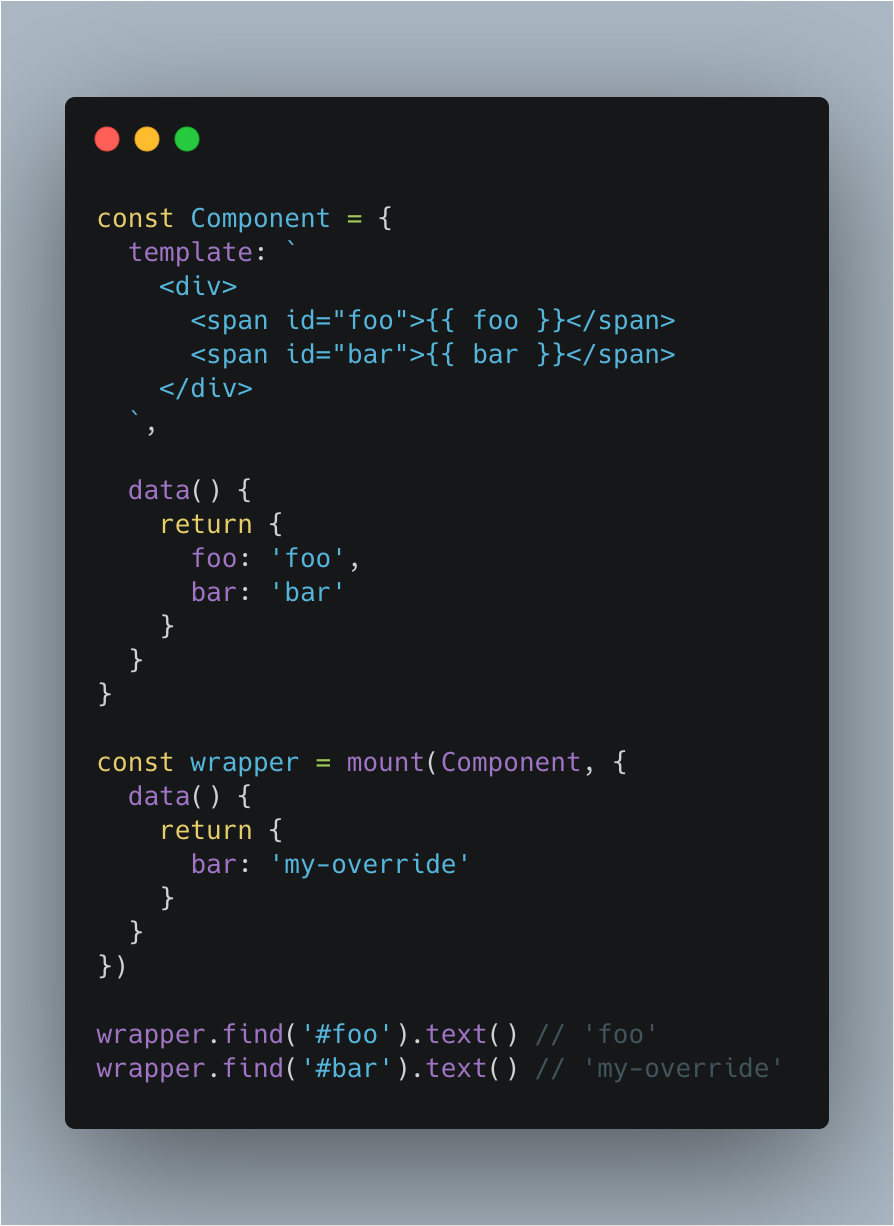 const Component = {
  template: `
    <div>
      <span id="foo">{{ foo }}</span>
      <span id="bar">{{ bar }}</span>
    </div>
  `,

  data() {
    return {
      foo: 'foo',
      bar: 'bar'
    }
  }
}

const wrapper = mount(Component, {
  data() {
    return {
      bar: 'my-override'
    }
  }
})

wrapper.find('#foo').text() // 'foo'
wrapper.find('#bar').text() // 'my-override'